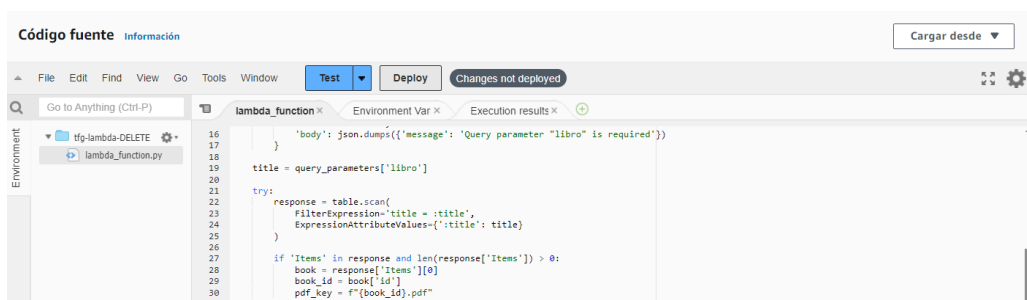 Código fuente Información
Cargar desde ▼
File Edit Find View Go Tools Window Test Deploy Changes not deployed
Go to Anything (Ctrl-P)
lambda_function × Environment Var × Execution results ×
Environment
tfg-lambda-DELETE
lambda_function.py
16 'body': json.dumps({'message': 'Query parameter "libro" is required'})
17 }
18
19 title = query_parameters['libro']
20
21 try:
22 response = table.scan(
23 FilterExpression='title = :title',
24 ExpressionAttributeValues={':title': title}
25 )
26
27 if 'Items' in response and len(response['Items']) > 0:
28 book = response['Items'][0]
29 book_id = book['id']
30 pdf_key = f"{book_id}.pdf"